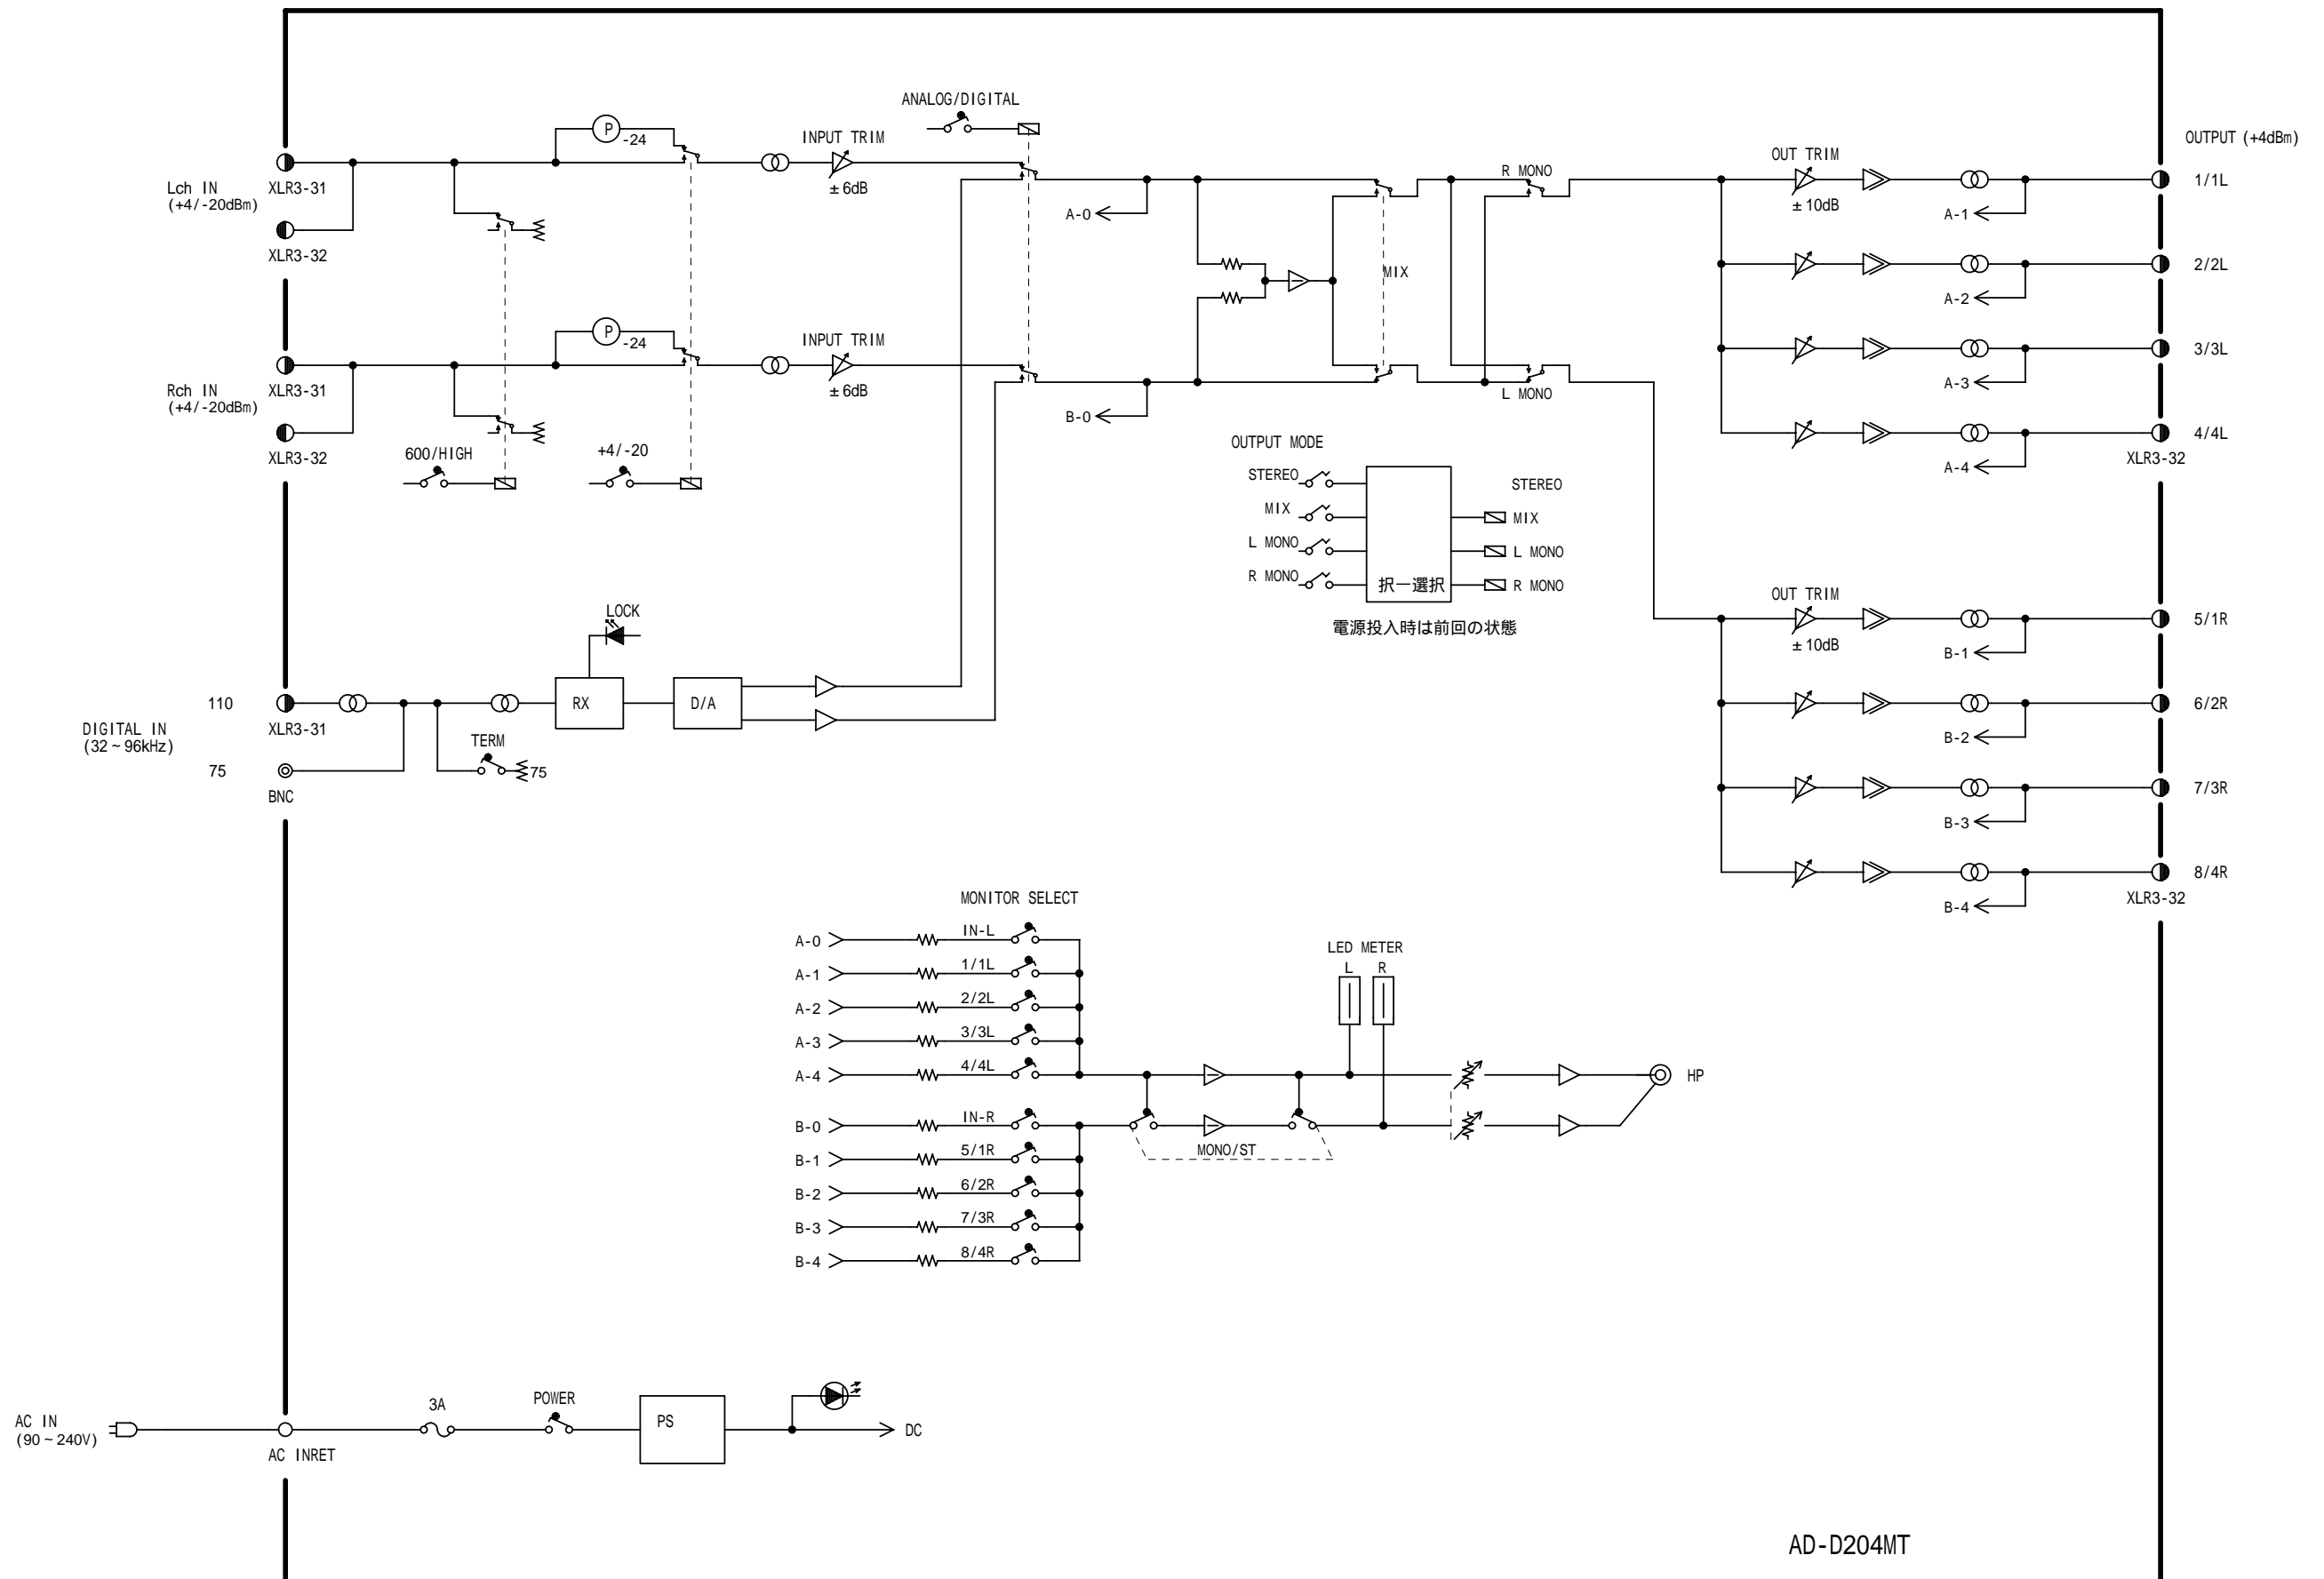 ANALOG/DIGITAL
P
-24
INPUT TRIM
± 6dB
Lch IN
(+4/-20dBm)
XLR3-31
XLR3-32
P
-24
INPUT TRIM
± 6dB
Rch IN
(+4/-20dBm)
XLR3-31
XLR3-32
600/HIGH
+4/-20
A-0
B-0
MIX
R MONO
L MONO
OUTPUT MODE
STEREO
MIX
L MONO
R MONO
択一選択
STEREO
MIX
L MONO
R MONO
電源投入時は前回の状態
OUTPUT (+4dBm)
OUT TRIM
± 10dB
A-1
1/1L
A-2
2/2L
A-3
3/3L
A-4
4/4L
XLR3-32
OUT TRIM
± 10dB
B-1
5/1R
B-2
6/2R
B-3
7/3R
B-4
8/4R
XLR3-32
LOCK
DIGITAL IN
(32~96kHz)
110
XLR3-31
75
BNC
TERM
75
RX
D/A
MONITOR SELECT
A-0
IN-L
A-1
1/1L
A-2
2/2L
A-3
3/3L
A-4
4/4L
B-0
IN-R
B-1
5/1R
B-2
6/2R
B-3
7/3R
B-4
8/4R
MONO/ST
LED METER
L
R
HP
AC IN
(90~240V)
AC INRET
3A
POWER
PS
DC
AD-D204MT